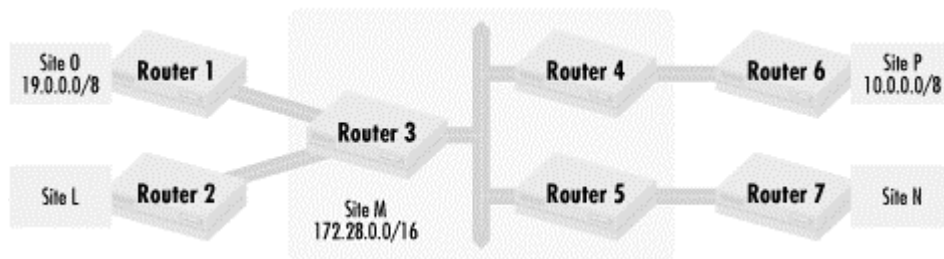 Site O
19.0.0.0/8
Router 1
Router 3
Router 4
Router 6
Site P
10.0.0.0/8
Site L
Router 2
Site M
172.28.0.0/16
Router 5
Router 7
Site N